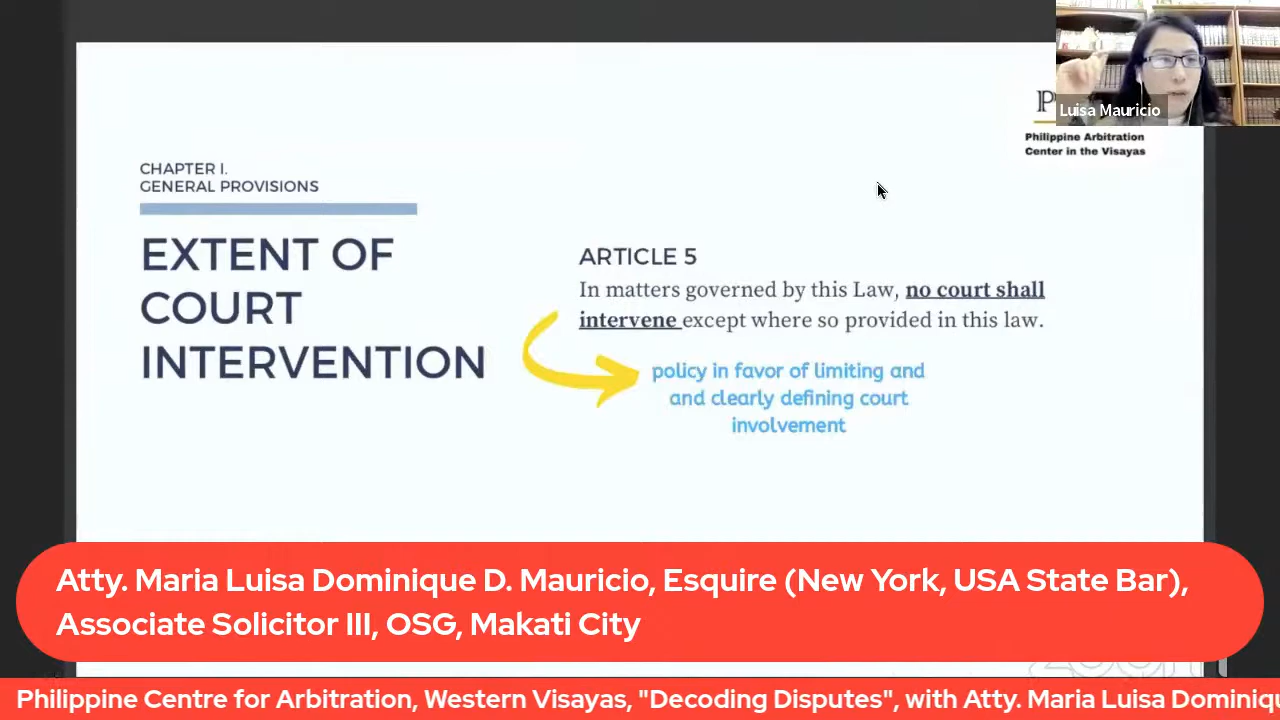 Luisa Mauricio
Philippine Arbitration
Center in the Visayas
CHAPTER I.
GENERAL PROVISIONS
EXTENT OF
COURT
INTERVENTION
ARTICLE 5
In matters governed by this Law, no court shall
intervene except where so provided in this law.
policy in favor of limiting and
and clearly defining court
involvement
Atty. Maria Luisa Dominique D. Mauricio, Esquire (New York, USA State Bar),
Associate Solicitor III, OSG, Makati City
zoom
Philippine Centre for Arbitration, Western Visayas, "Decoding Disputes", with Atty. Maria Luisa